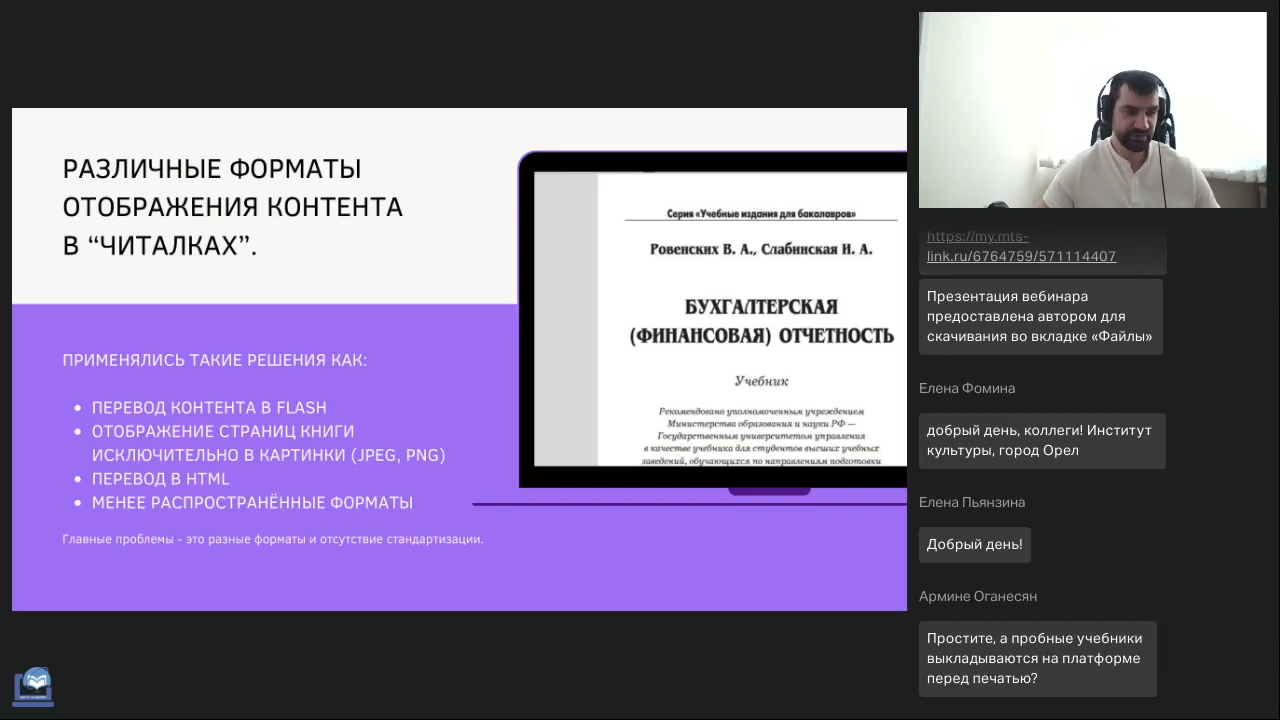 РАЗЛИЧНЫЕ ФОРМАТЫ
ОТОБРАЖЕНИЯ КОНТЕНТА
В “ЧИТАЛКАХ”.
ПРИМЕНЯЛИСЬ ТАКИЕ РЕШЕНИЯ КАК:
• ПЕРЕВОД КОНТЕНТА В FLASH
• ОТОБРАЖЕНИЕ СТРАНИЦ КНИГИ
ИСКЛЮЧИТЕЛЬНО В КАРТИНКИ (JPEG, PNG)
• ПЕРЕВОД В HTML
• МЕНЕЕ РАСПРОСТРАНЁННЫЕ ФОРМАТЫ
Главные проблемы - это разные форматы и отсутствие стандартизации.
Серия «Учебные издания для бакалавров»
Ровенских В. А., Слабинская И. А.
БУХГАЛТЕРСКАЯ
(ФИНАНСОВАЯ) ОТЧЕТНОСТЬ
Учебник
Рекомендовано уполномоченным учреждением
Министерства образования и науки РФ —
Государственным университетом управления
в качестве учебника для студентов высших учебных
заведений, обучающихся по направлениям подготовки
https://my.mts-
link.ru/6764759/571114407
Презентация вебинара
предоставлена автором для
скачивания во вкладке «Файлы»
Елена Фомина
добрый день, коллеги! Институт
культуры, город Орел
Елена Пьянзина
Добрый день!
Армине Оганесян
Простите, а пробные учебники
выкладываются на платформе
перед печатью?